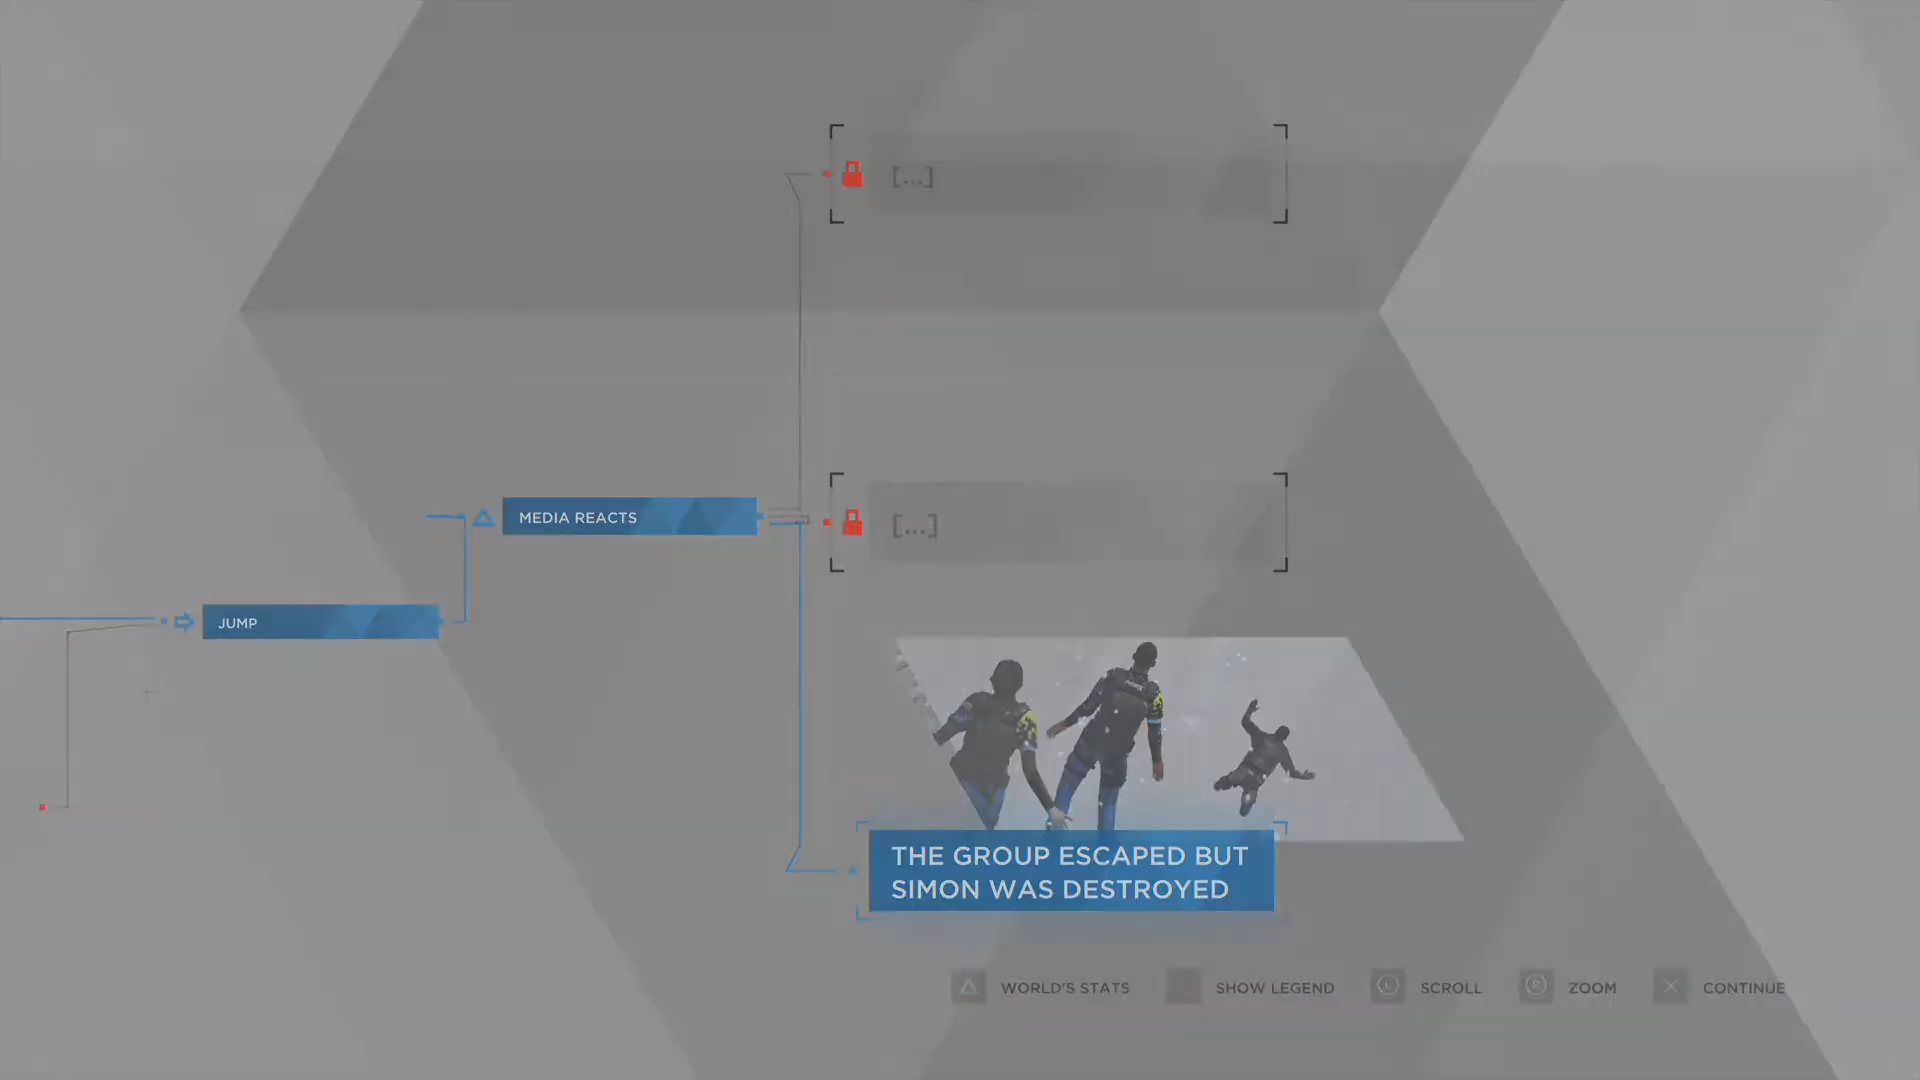 [...]
MEDIA REACTS
[...]
JUMP
THE GROUP ESCAPED BUT
SIMON WAS DESTROYED
WORLD'S STATS
SHOW LEGEND
L
SCROLL
R
ZOOM
CONTINUE